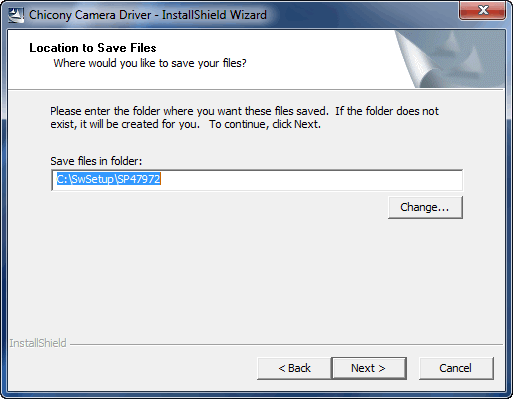 Chicony Camera Driver - InstallShield Wizard
Location to Save Files
Where would you like to save your files?
Please enter the folder where you want these files saved.  If the folder does not
exist, it will be created for you.   To continue, click Next.
Save files in folder:
C:\SwSetup\SP47972
Change...
InstallShield
< Back
Next >
Cancel